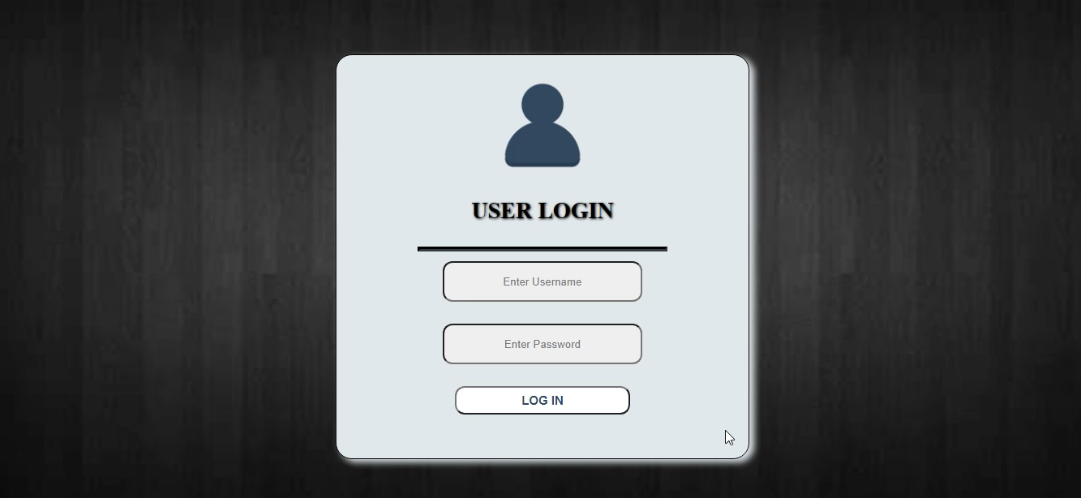 USER LOGIN
Enter Username
Enter Password
LOG IN